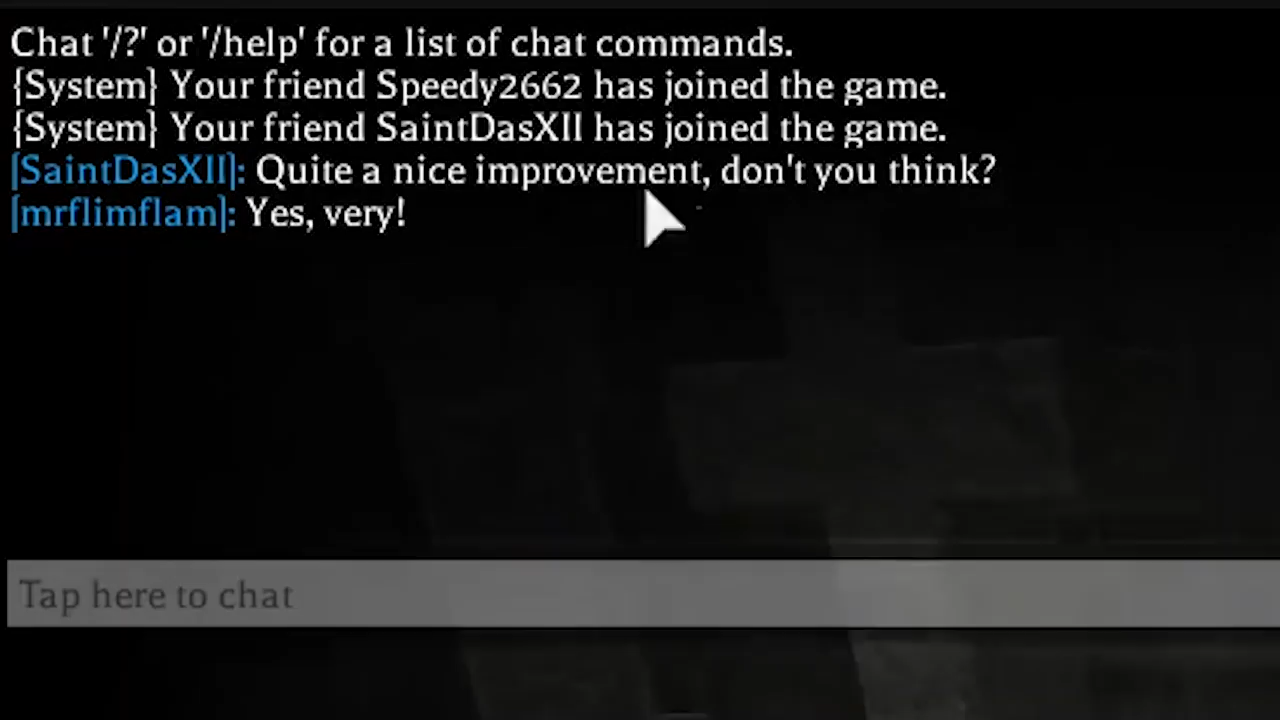 Chat '/?' or '/help' for a list of chat commands.
{System} Your friend Speedy2662 has joined the game.
{System} Your friend SaintDasXII has joined the game.
[SaintDasXII]: Quite a nice improvement, don't you think?
[mrflimflam]: Yes, very!
Tap here to chat